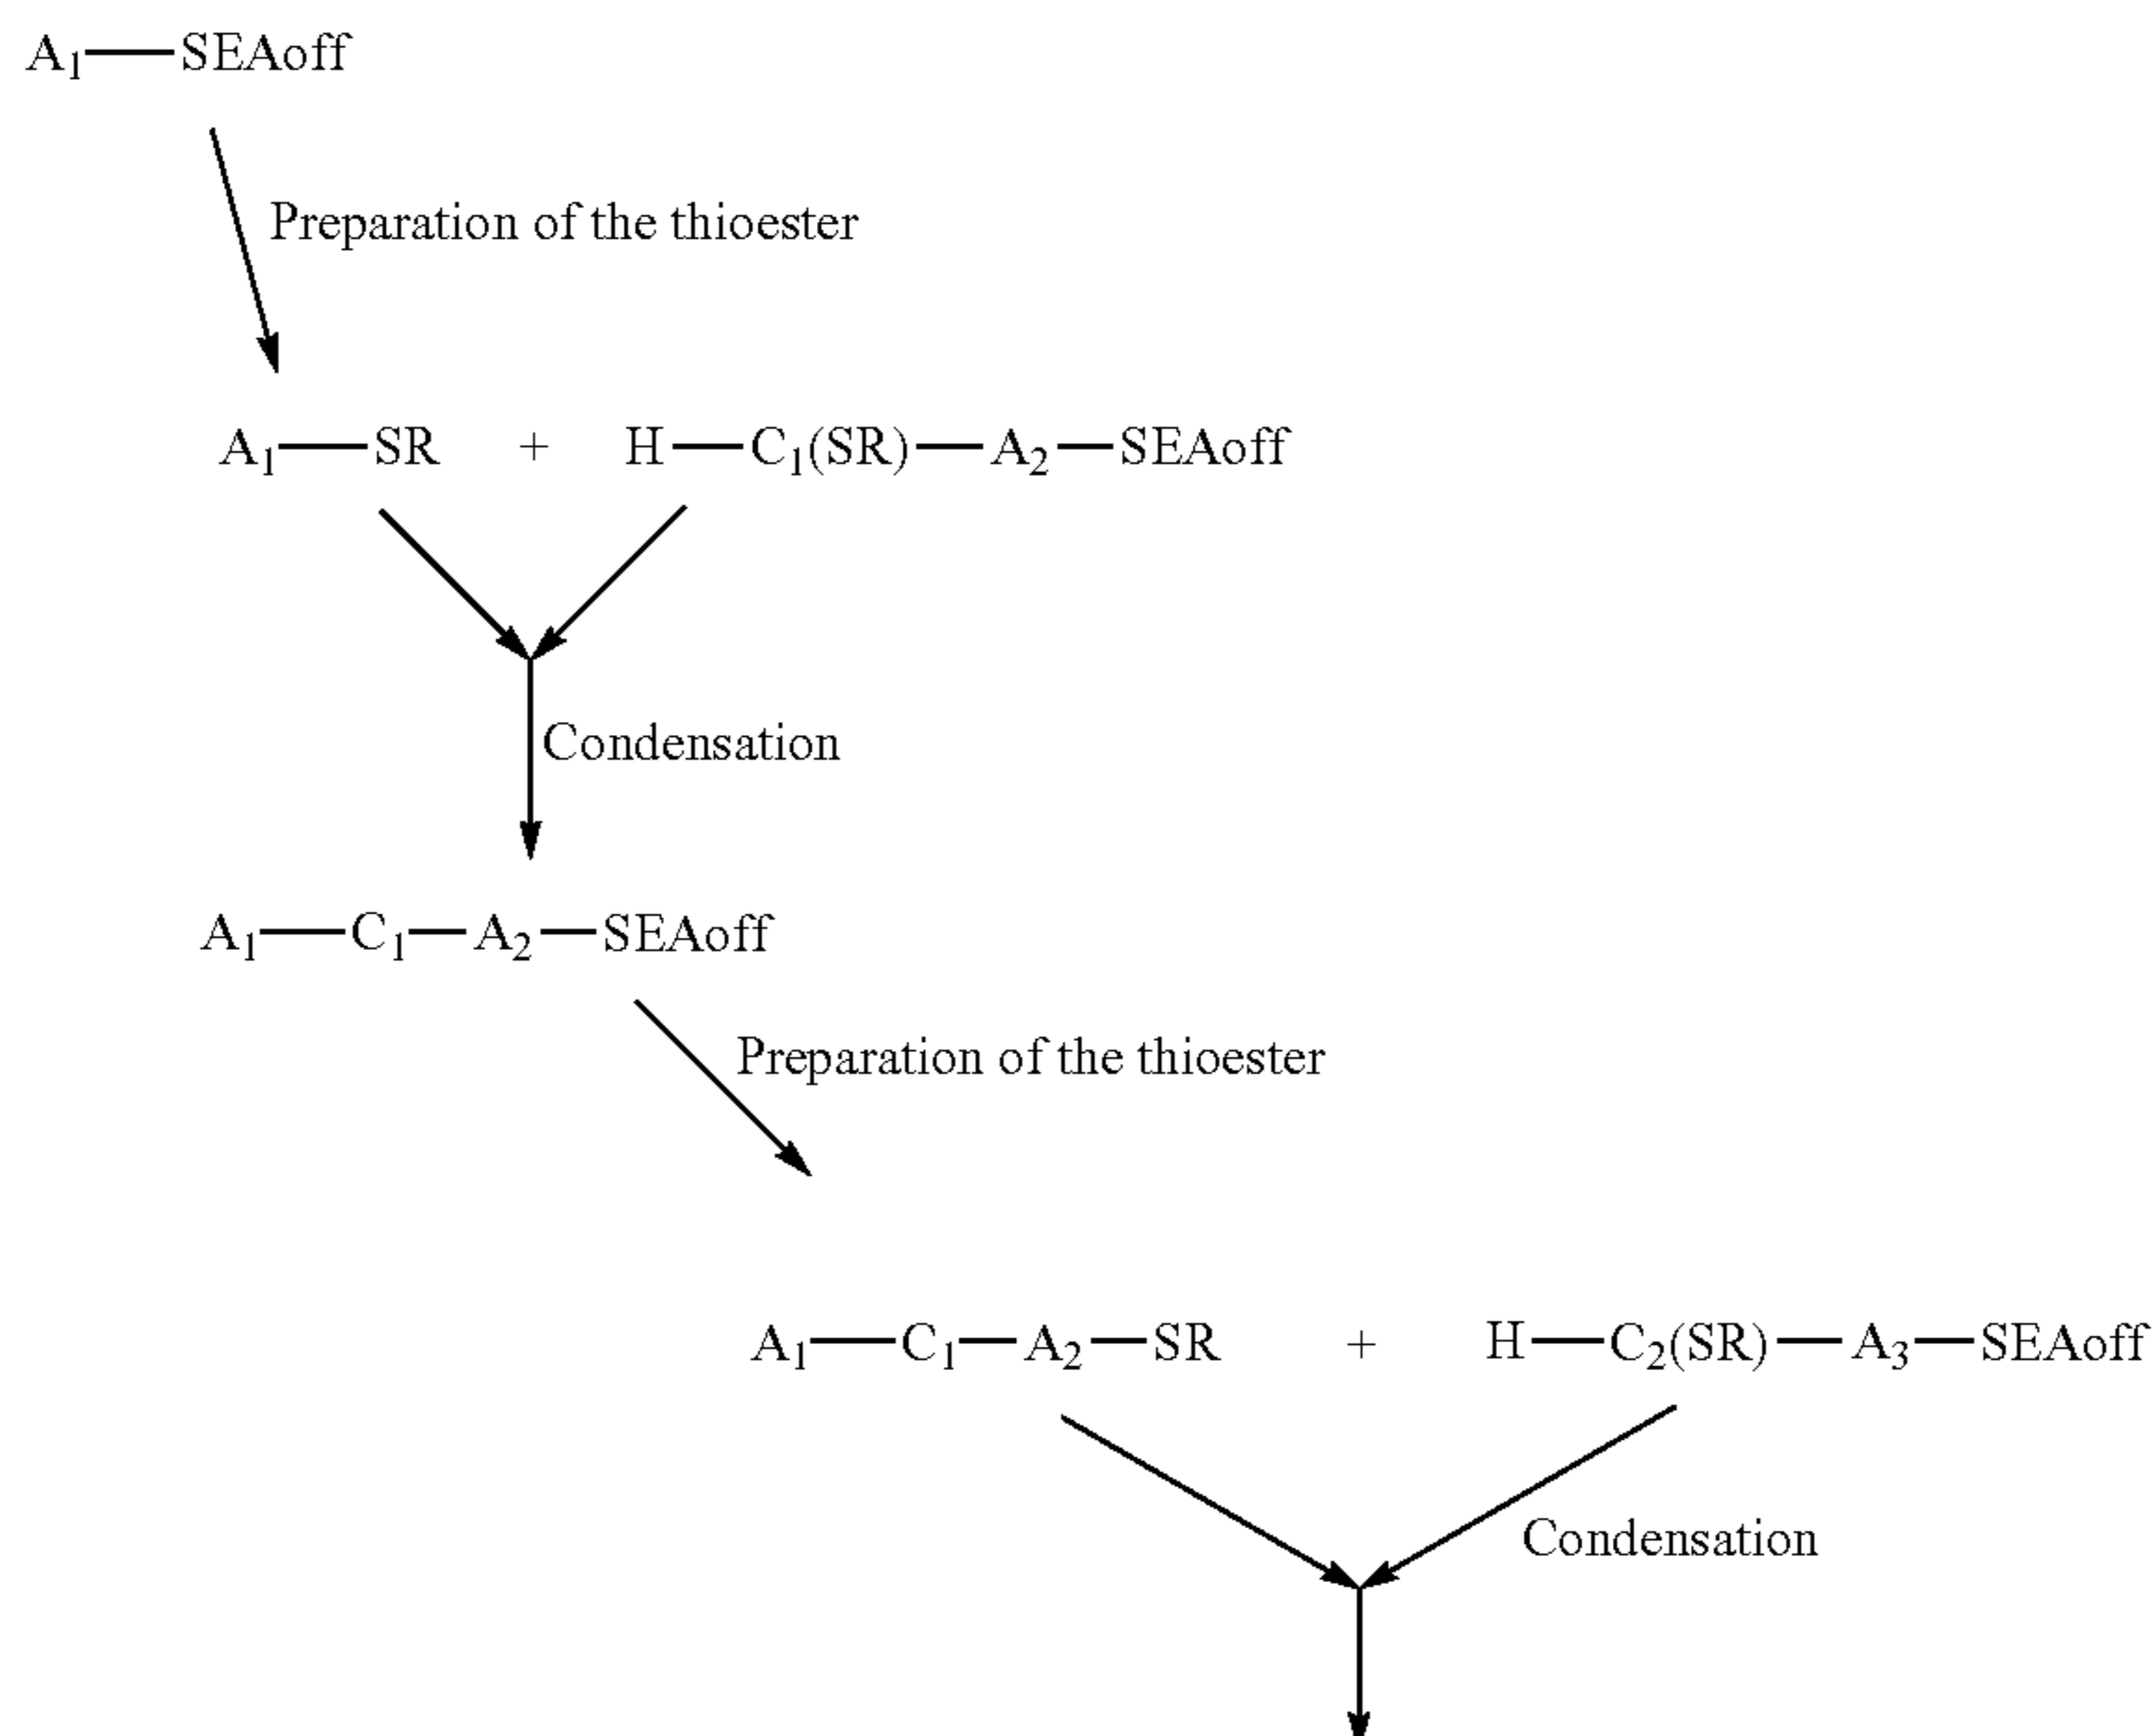 A₁—SEAoff
Preparation of the thioester
A₁—SR + H—C₁(SR)—A₂—SEAoff
Condensation
A₁—C₁—A₂—SEAoff
Preparation of the thioester
A₁—C₁—A₂—SR + H—C₂(SR)—A₃—SEAoff
Condensation